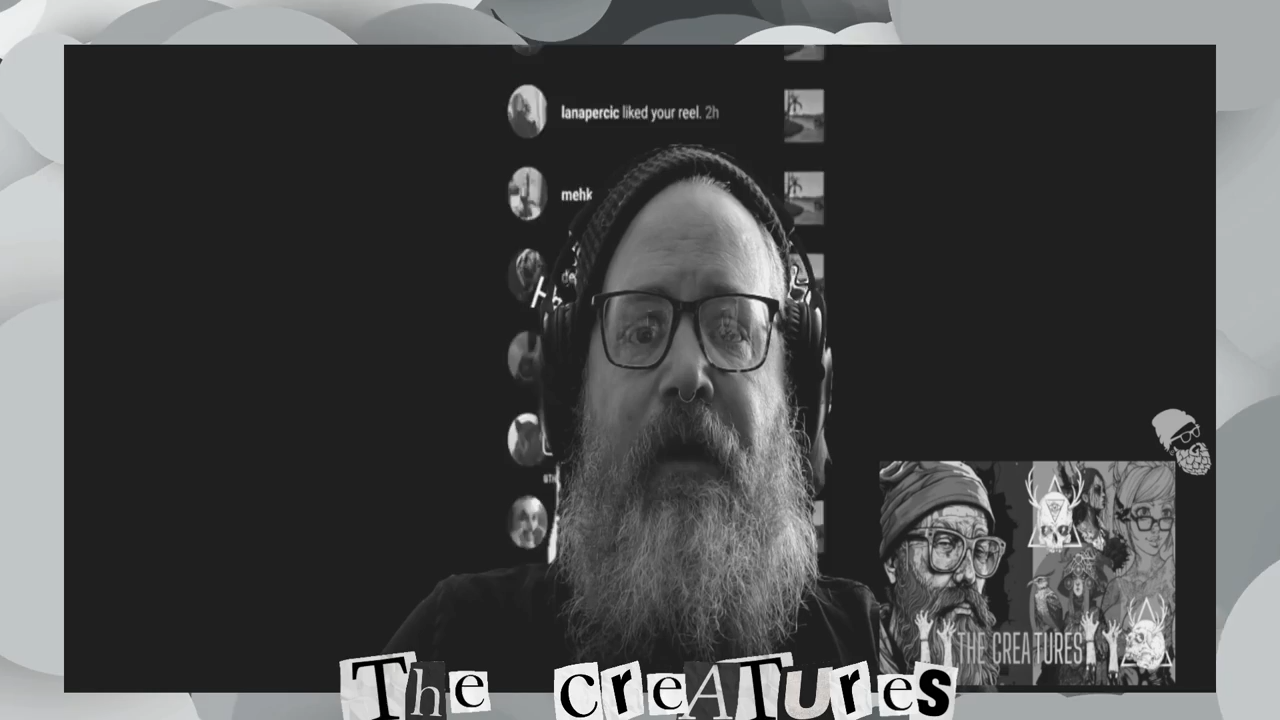 lanapercic liked your reel. 2h
mehk
THE CREATURES
The CreATUres